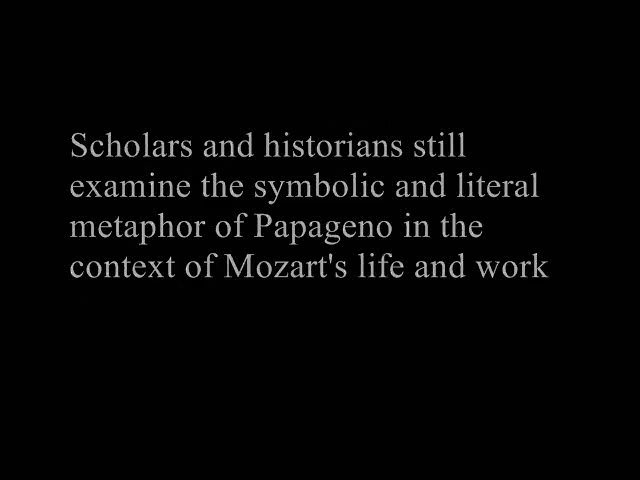 Scholars and historians still
examine the symbolic and literal
metaphor of Papageno in the
context of Mozart's life and work